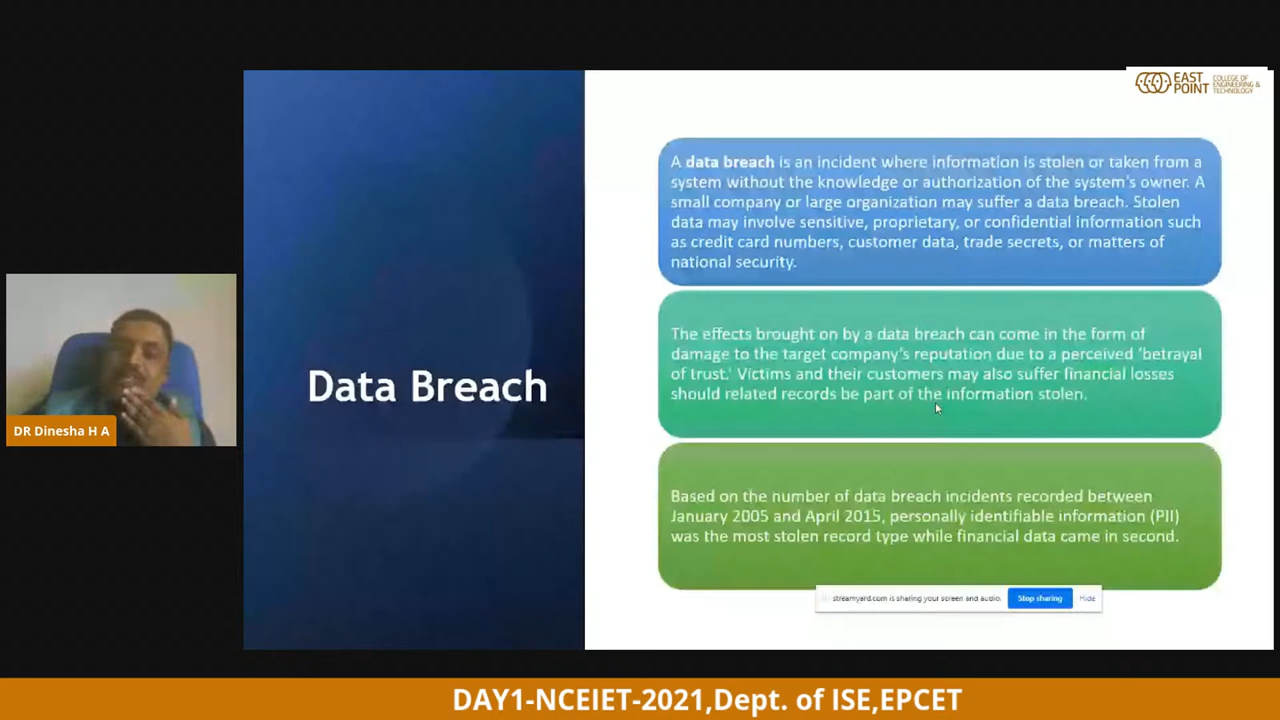 EAST
POINT
COLLEGE OF
ENGINEERING &
TECHNOLOGY
A data breach is an incident where information is stolen or taken from a
system without the knowledge or authorization of the system's owner. A
small company or large organization may suffer a data breach. Stolen
data may involve sensitive, proprietary, or confidential information such
as credit card numbers, customer data, trade secrets, or matters of
national security.
The effects brought on by a data breach can come in the form of
damage to the target company's reputation due to a perceived 'betrayal
of trust.' Victims and their customers may also suffer financial losses
should related records be part of the information stolen.
Data Breach
DR Dinesha H A
Based on the number of data breach incidents recorded between
January 2005 and April 2015, personally identifiable information (PII)
was the most stolen record type while financial data came in second.
streamyard.com is sharing your screen and audio.
Stop sharing
Hide
DAY1-NCEIET-2021,Dept. of ISE,EPCET